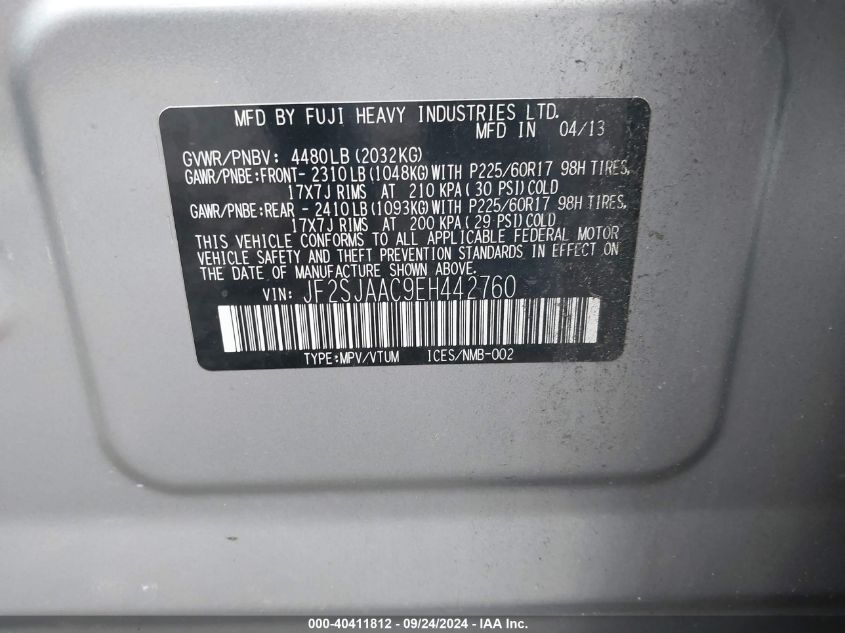 MFD BY FUJI HEAVY INDUSTRIES LTD.
MFD IN 04/13
GVWR/PNBV: 4480LB(2032KG)
GAWR/PNBE:FRONT- 2310LB(1048KG)WITH P225/60R17 98H TIRES,
17X7J RIMS AT 210 KPA(30 PSI)COLD
GAWR/PNBE:REAR - 2410LB(1093KG)WITH P225/60R17 98H TIRES,
17X7J RIMS AT 200 KPA(29 PSI)COLD
THIS VEHICLE CONFORMS TO ALL APPLICABLE FEDERAL MOTOR
VEHICLE SAFETY AND THEFT PREVENTION STANDARDS IN EFFECT ON
THE DATE OF MANUFACTURE SHOWN ABOVE.
VIN: JF2SJAAC9EH442760
TYPE:MPV/VTUM ICES/NMB-002
000-40411812 - 09/24/2024 - IAA Inc.